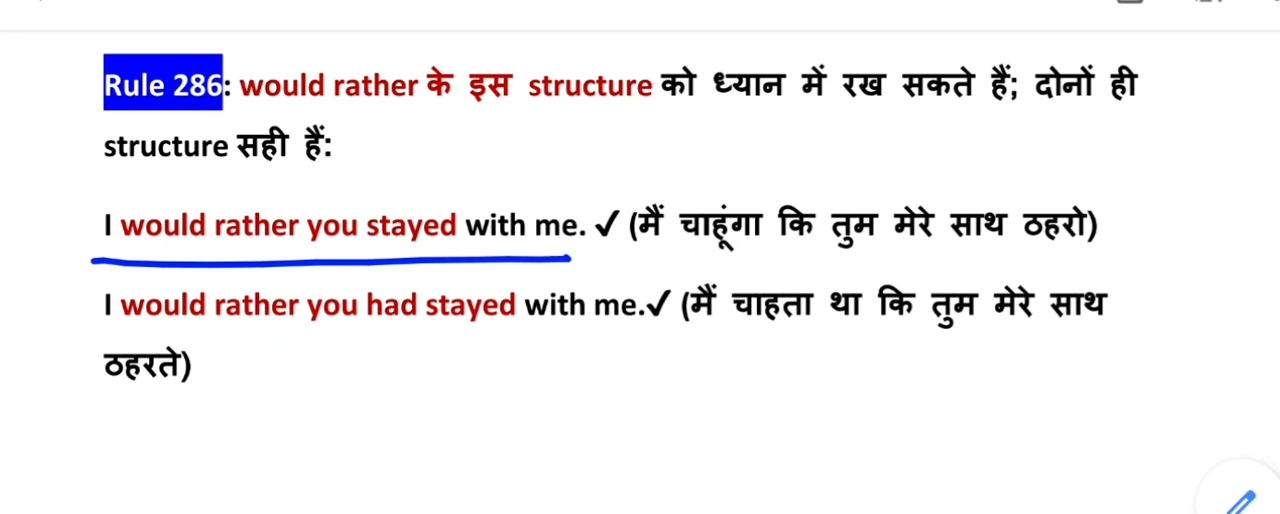 Rule 286: would rather के इस structure को ध्यान में रख सकते हैं; दोनों ही
structure सही हैं:
I would rather you stayed with me. ✓ (मैं चाहूंगा कि तुम मेरे साथ ठहरो)
I would rather you had stayed with me.✓ (मैं चाहता था कि तुम मेरे साथ
ठहरते)